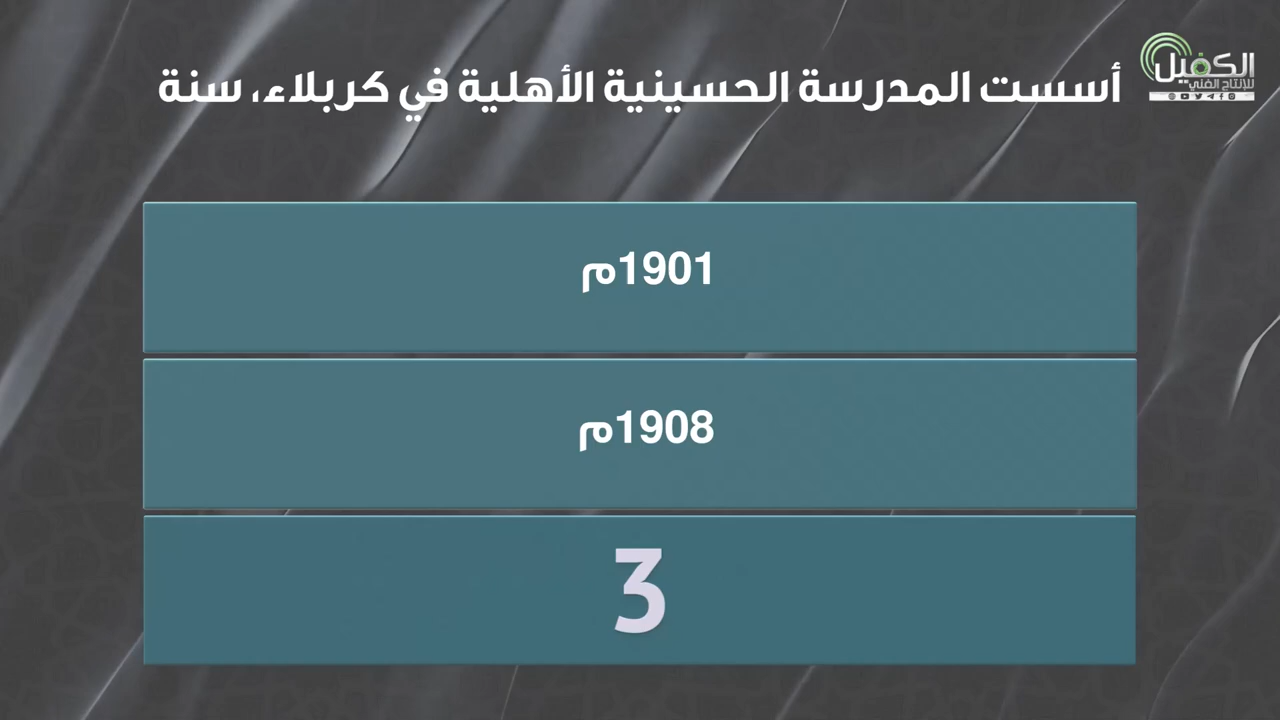 أسست المدرسة الحسينية الأهلية في كربلاء، سنة
الكفيل
للإنتاج الفني
1901م
1908م
3